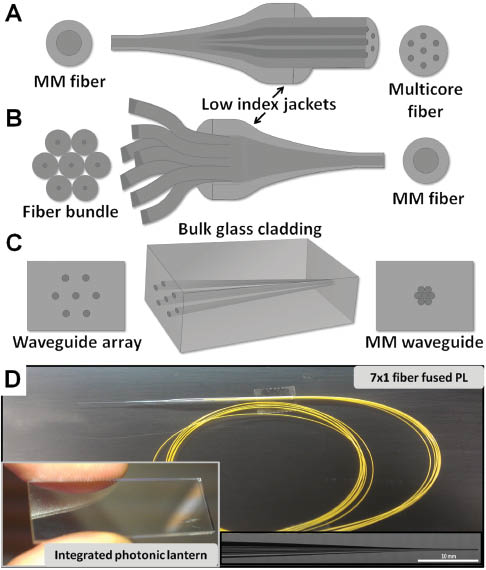 A
MM fiber
Multicore
fiber
Low index jackets
B
Fiber bundle
MM fiber
Bulk glass cladding
C
Waveguide array
MM waveguide
D
7x1 fiber fused PL
Integrated photonic lantern
10 mm